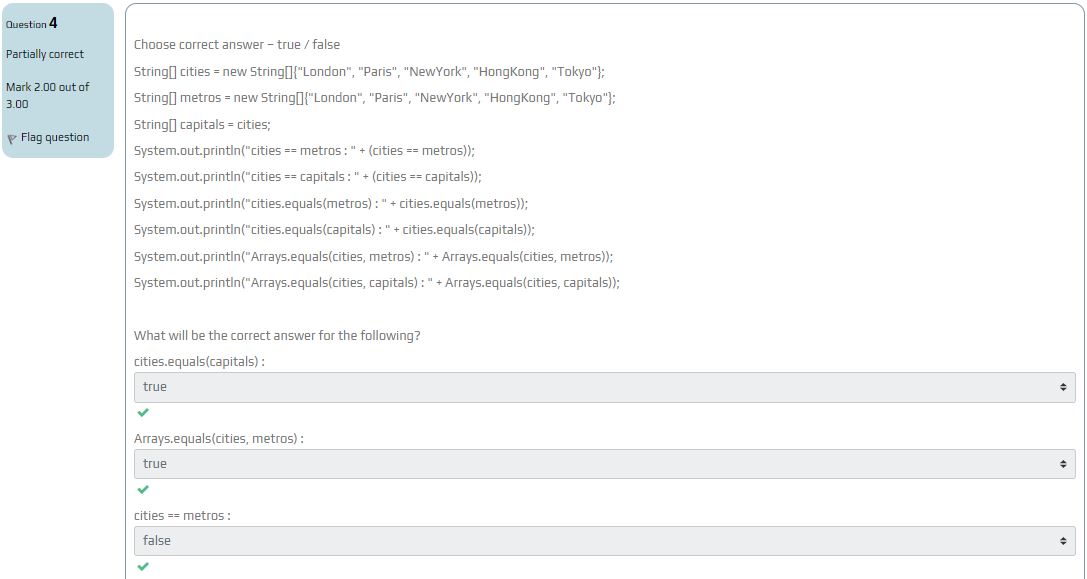 Question 4
Partially correct
Mark 2.00 out of
3.00
Flag question
Choose correct answer – true / false
String[] cities = new String[]{"London", "Paris", "NewYork", "HongKong", "Tokyo"};
String[] metros = new String[]{"London", "Paris", "NewYork", "HongKong", "Tokyo"};
String[] capitals = cities;
System.out.println("cities == metros : " + (cities == metros));
System.out.println("cities == capitals : " + (cities == capitals));
System.out.println("cities.equals(metros) : " + cities.equals(metros));
System.out.println("cities.equals(capitals) : " + cities.equals(capitals));
System.out.println("Arrays.equals(cities, metros) : " + Arrays.equals(cities, metros));
System.out.println("Arrays.equals(cities, capitals) : " + Arrays.equals(cities, capitals));
What will be the correct answer for the following?
cities.equals(capitals) :
true
Arrays.equals(cities, metros) :
true
cities == metros :
false